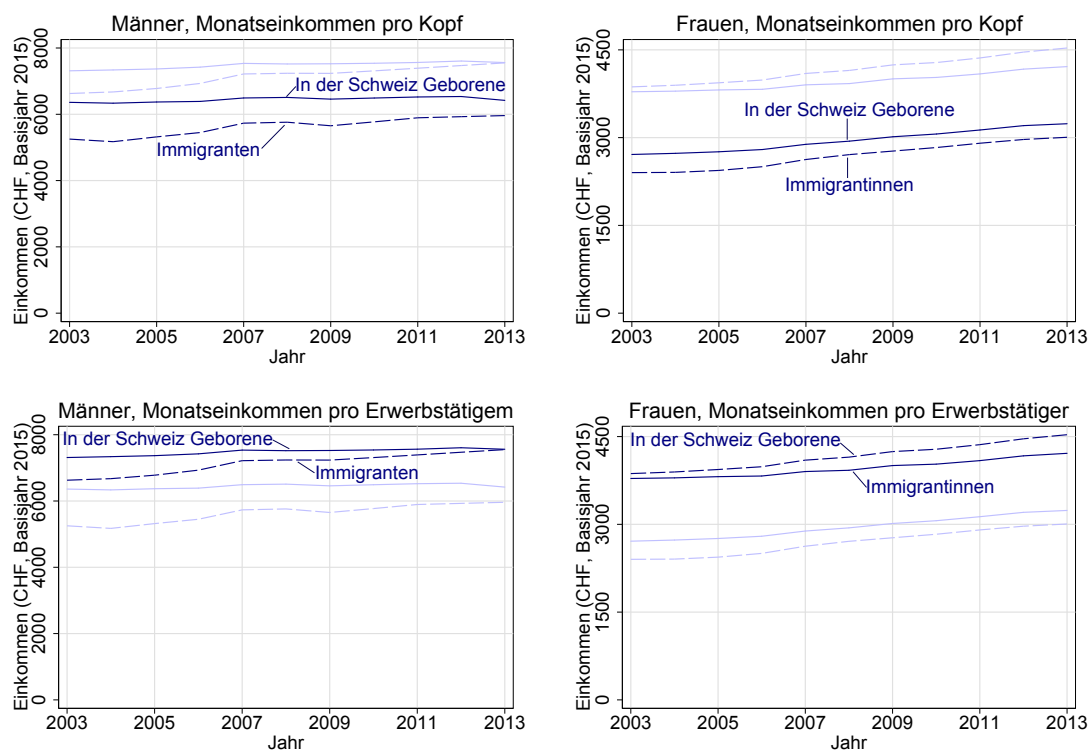 Männer, Monatseinkommen pro Kopf
Einkommen (CHF, Basisjahr 2015)
8000
6000
4000
2000
0
In der Schweiz Geborene
Immigranten
2003 2005 2007 2009 2011 2013
Jahr
Frauen, Monatseinkommen pro Kopf
Einkommen (CHF, Basisjahr 2015)
4500
3000
1500
0
In der Schweiz Geborene
Immigrantinnen
2003 2005 2007 2009 2011 2013
Jahr
Männer, Monatseinkommen pro Erwerbstätigem
Einkommen (CHF, Basisjahr 2015)
8000
6000
4000
2000
0
In der Schweiz Geborene
Immigranten
2003 2005 2007 2009 2011 2013
Jahr
Frauen, Monatseinkommen pro Erwerbstätiger
Einkommen (CHF, Basisjahr 2015)
4500
3000
1500
0
In der Schweiz Geborene
Immigrantinnen
2003 2005 2007 2009 2011 2013
Jahr